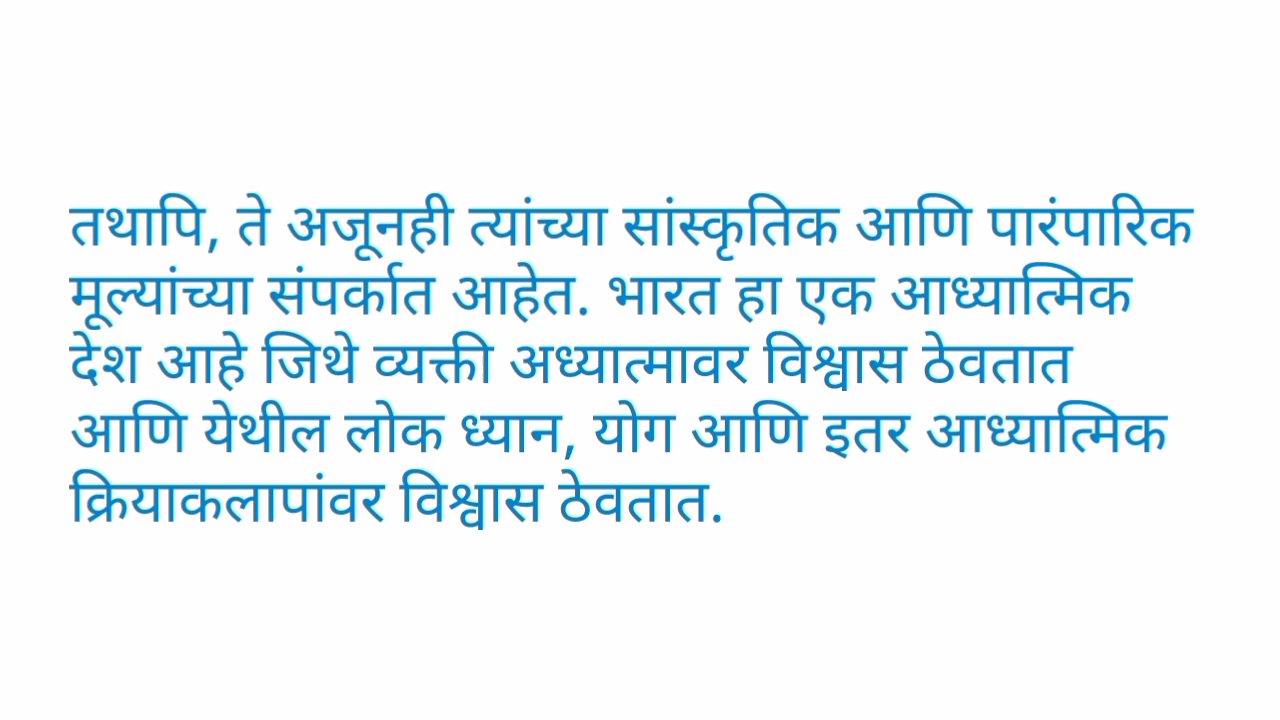 तथापि, ते अजूनही त्यांच्या सांस्कृतिक आणि पारंपारिक
मूल्यांच्या संपर्कात आहेत. भारत हा एक आध्यात्मिक
देश आहे जिथे व्यक्ती अध्यात्मावर विश्वास ठेवतात
आणि येथील लोक ध्यान, योग आणि इतर आध्यात्मिक
क्रियाकलापांवर विश्वास ठेवतात.